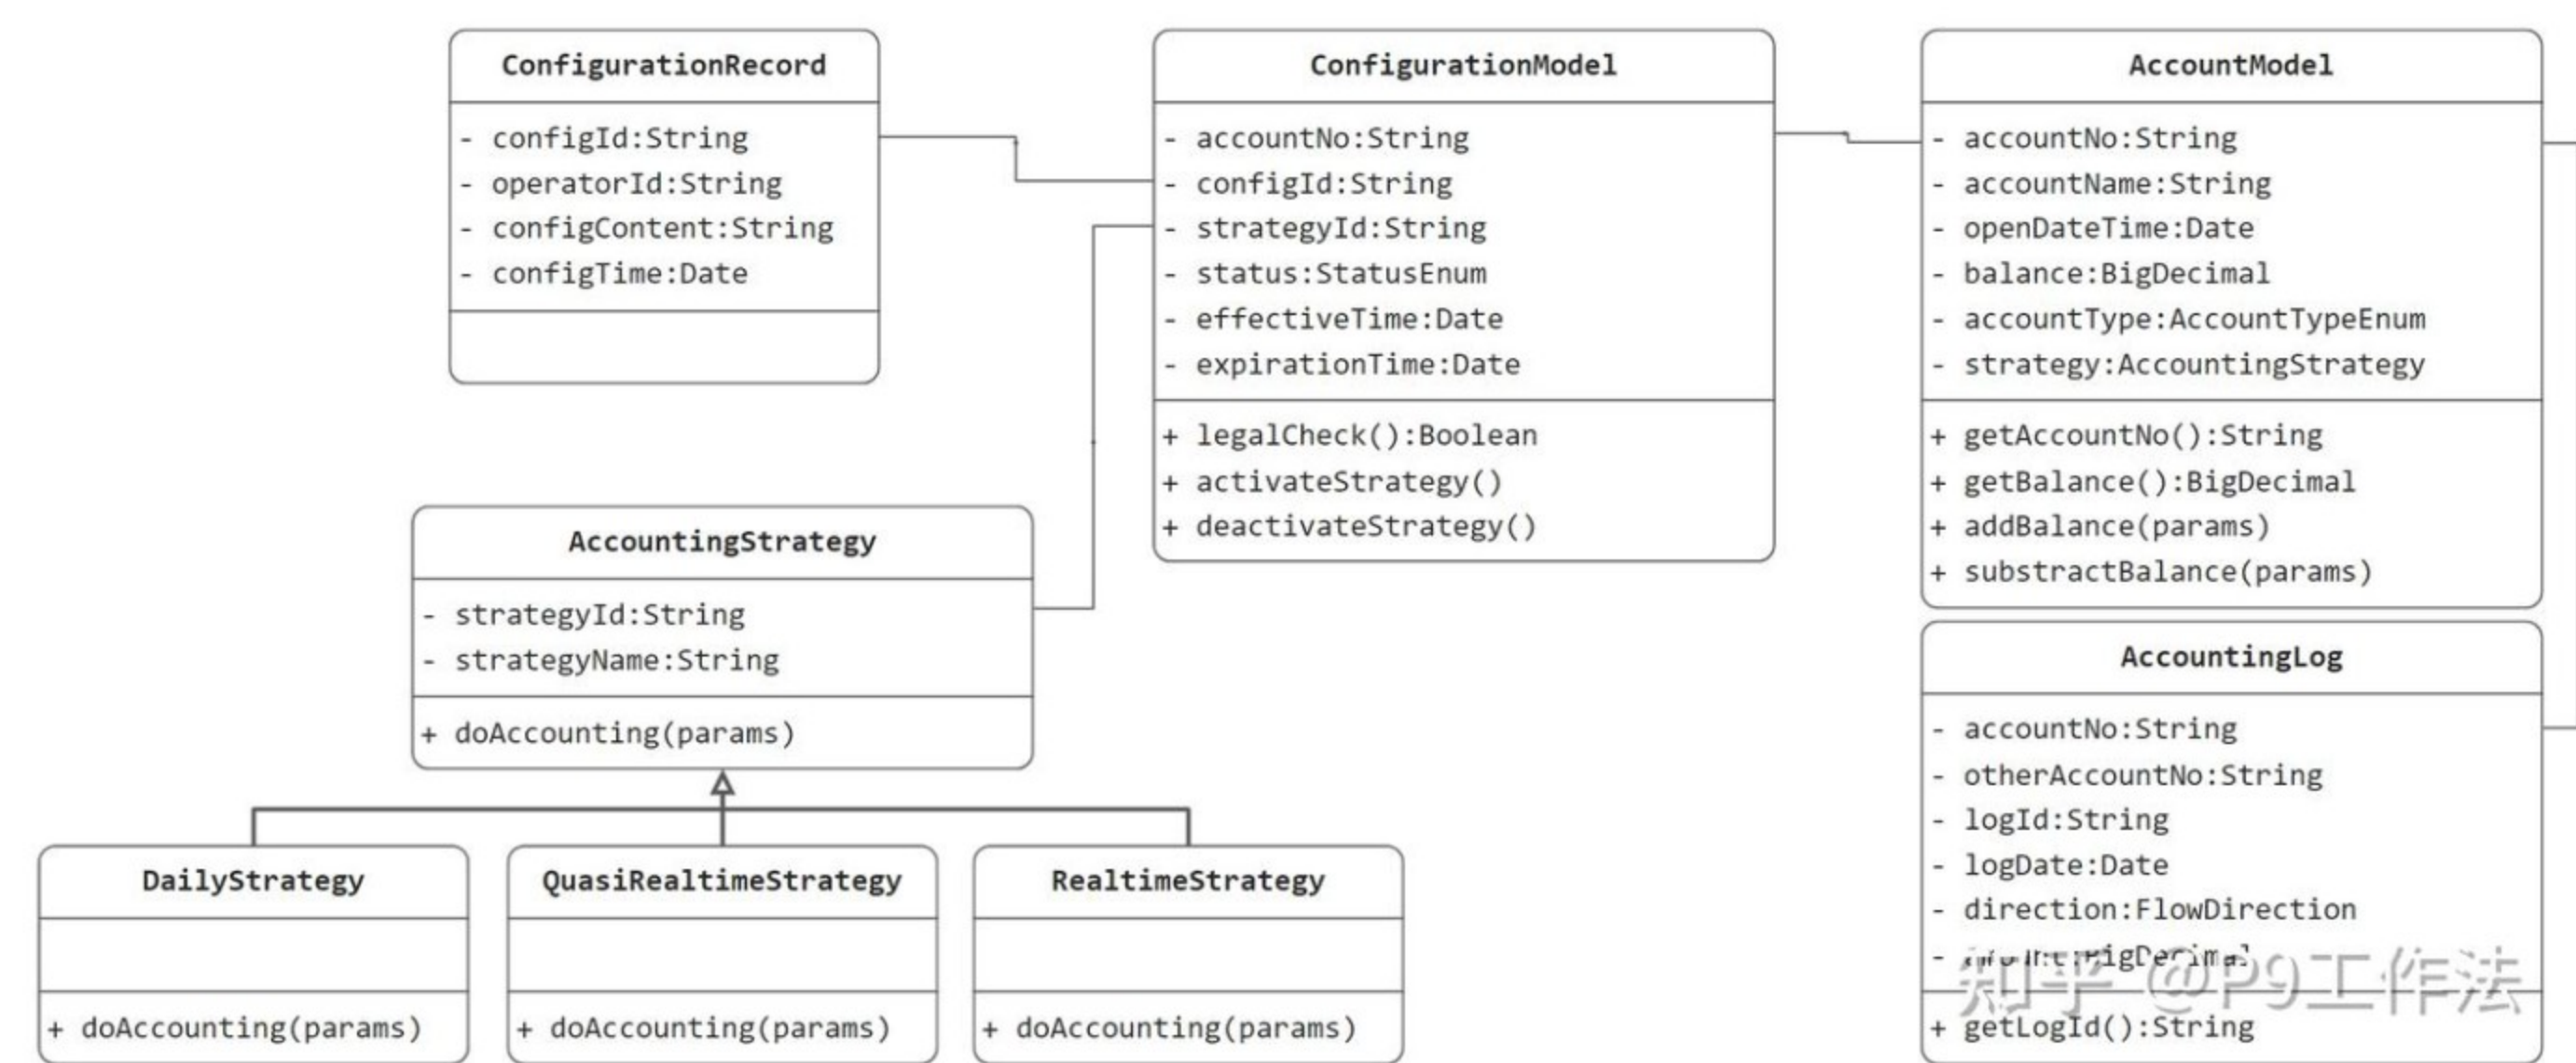 ConfigurationRecord
- configId:String
- operatorId:String
- configContent:String
- configTime:Date
ConfigurationModel
- accountNo:String
- configId:String
- strategyId:String
- status:StatusEnum
- effectiveTime:Date
- expirationTime:Date
+ legalCheck():Boolean
+ activateStrategy()
+ deactivateStrategy()
AccountModel
- accountNo:String
- accountName:String
- openDateTime:Date
- balance:BigDecimal
- accountType:AccountTypeEnum
- strategy:AccountingStrategy
+ getAccountNo():String
+ getBalance():BigDecimal
+ addBalance(params)
+ substractBalance(params)
AccountingStrategy
- strategyId:String
- strategyName:String
+ doAccounting(params)
DailyStrategy
+ doAccounting(params)
QuasiRealtimeStrategy
+ doAccounting(params)
RealtimeStrategy
+ doAccounting(params)
AccountingLog
- accountNo:String
- otherAccountNo:String
- logId:String
- logDate:Date
- direction:FlowDirection
- amount:BigDecimal
+ getLogId():String
知乎 @P9工作法